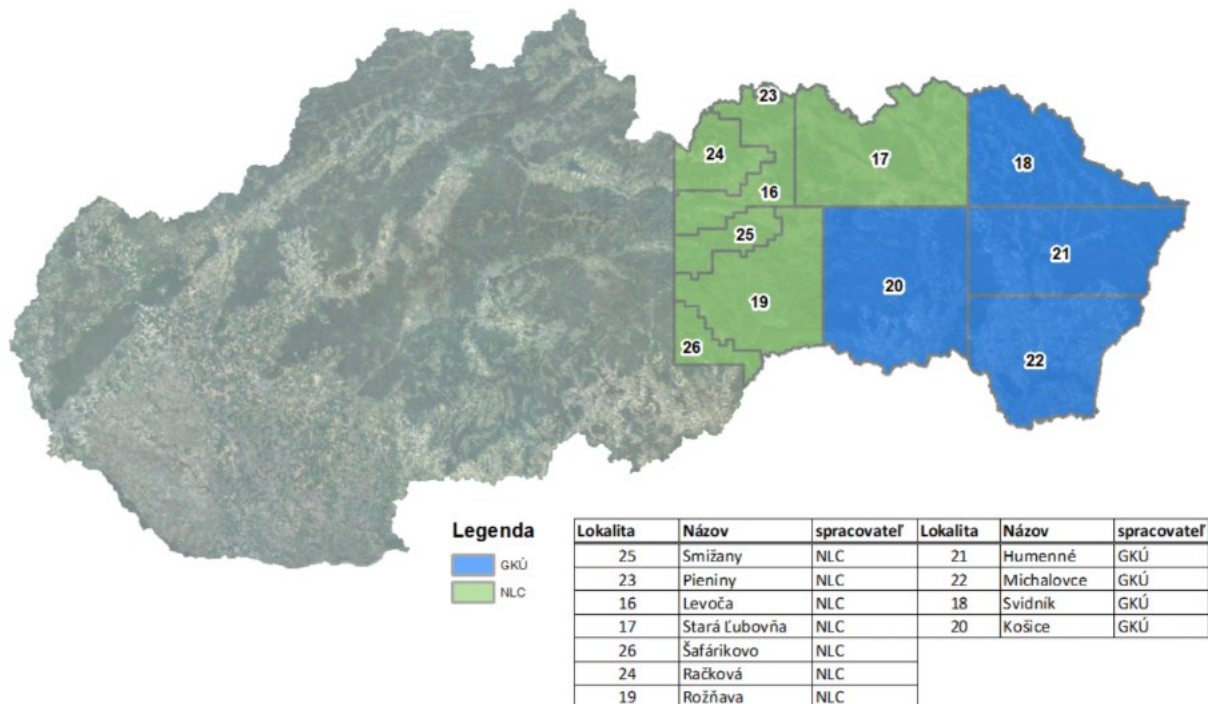 23
24
17
18
16
25
21
20
19
26
22
Legenda
GKÚ
NLC
Lokalita Názov spracovateľ Lokalita Názov spracovateľ
25 Smižany NLC 21 Humenné GKÚ
23 Pieniny NLC 22 Michalovce GKÚ
16 Levoča NLC 18 Svidník GKÚ
17 Stará Ľubovňa NLC 20 Košice GKÚ
26 Šafárikovo NLC
24 Račková NLC
19 Rožňava NLC